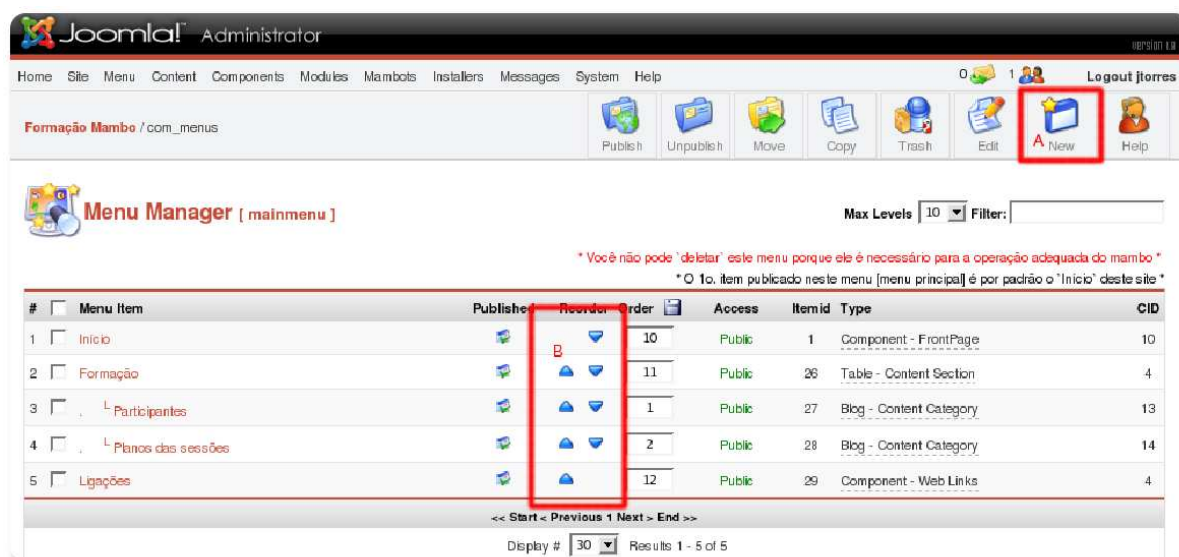 Joomla! Administrator
version 1.0
Home Site Menu Content Components Modules Mambots Installers Messages System Help 0 1 Logout jtorres
Formação Mambo / com_menus
Publish Unpublish Move Copy Trash Edit A New Help
Menu Manager [ mainmenu ]
Max Levels 10 Filter:
* Você não pode `deletar` este menu porque ele é necessário para a operação adequada do mambo *
* O 1o. item publicado neste menu [menu principal] é por padrão o `Início` deste site *
# Menu Item Published Reorder Order Access Itemid Type CID
1 Início 10 Public 1 Component - FrontPage 10
B
2 Formação 11 Public 26 Table - Content Section 4
3 . L Participantes 1 Public 27 Blog - Content Category 13
4 . L Planos das sessões 2 Public 28 Blog - Content Category 14
5 Ligações 12 Public 29 Component - Web Links 4
<< Start < Previous 1 Next > End >>
Display # 30 Results 1 - 5 of 5